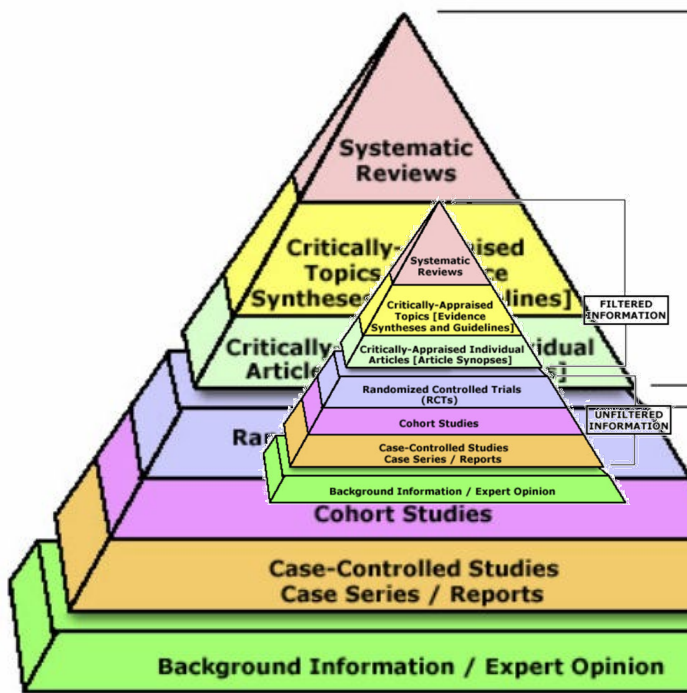 Systematic
Reviews
Critically-
aised
Topics
ce
Syntheses
lines]
Critically-
idual
Article
s]
Ra
Cohort Studies
Case-Controlled Studies
Case Series / Reports
Background Information / Expert Opinion
Systematic
Reviews
Critically-Appraised
Topics [Evidence
Syntheses and Guidelines]
Critically-Appraised Individual
Articles [Article Synopses]
Randomized Controlled Trials
(RCTs)
Cohort Studies
Case-Controlled Studies
Case Series / Reports
Background Information / Expert Opinion
FILTERED
INFORMATION
UNFILTERED
INFORMATION